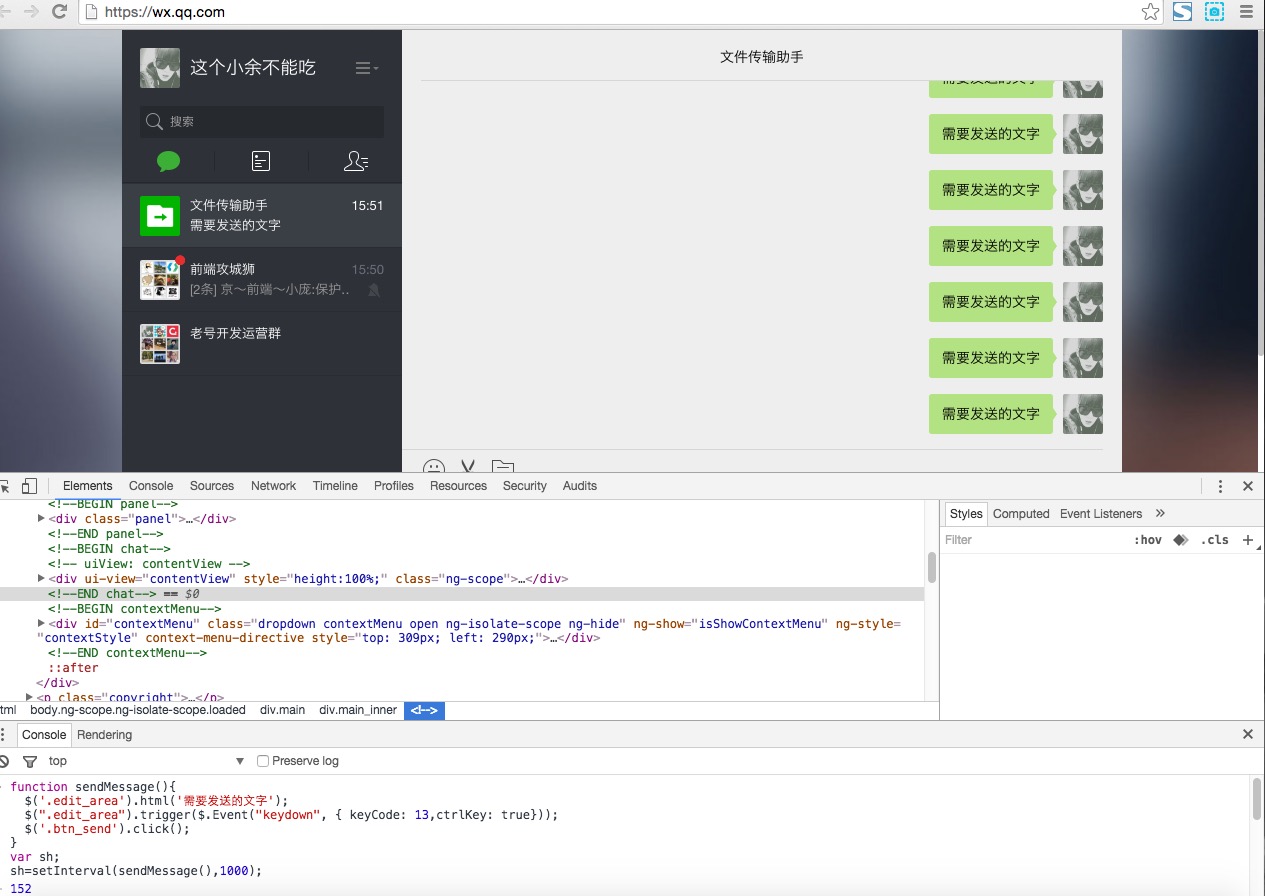 https://wx.qq.com
这个小余不能吃
文件传输助手
搜索
文件传输助手 15:51
需要发送的文字
前端攻城狮 15:50
[2条] 京～前端～小庞:保护..
老号开发运营群
需要发送的文字
需要发送的文字
需要发送的文字
需要发送的文字
需要发送的文字
需要发送的文字
需要发送的文字
Elements Console Sources Network Timeline Profiles Resources Security Audits
<!--BEGIN panel-->
<div class="panel">…</div>
<!--END panel-->
<!--BEGIN chat-->
<!-- uiView: contentView -->
<div ui-view="contentView" style="height:100%;" class="ng-scope">…</div>
<!--END chat--> == $0
<!--BEGIN contextMenu-->
<div id="contextMenu" class="dropdown contextMenu open ng-isolate-scope ng-hide" ng-show="isShowContextMenu" ng-style=
"contextStyle" context-menu-directive style="top: 309px; left: 290px;">…</div>
<!--END contextMenu-->
::after
</div>
<p class="copyright">…</p>
tml body.ng-scope.ng-isolate-scope.loaded div.main div.main_inner <!-->
Styles Computed Event Listeners »
Filter :hov .cls +
Console Rendering
top ▼ Preserve log
function sendMessage(){
$('.edit_area').html('需要发送的文字');
$(".edit_area").trigger($.Event("keydown", { keyCode: 13,ctrlKey: true}));
$('.btn_send').click();
}
var sh;
sh=setInterval(sendMessage(),1000);
152